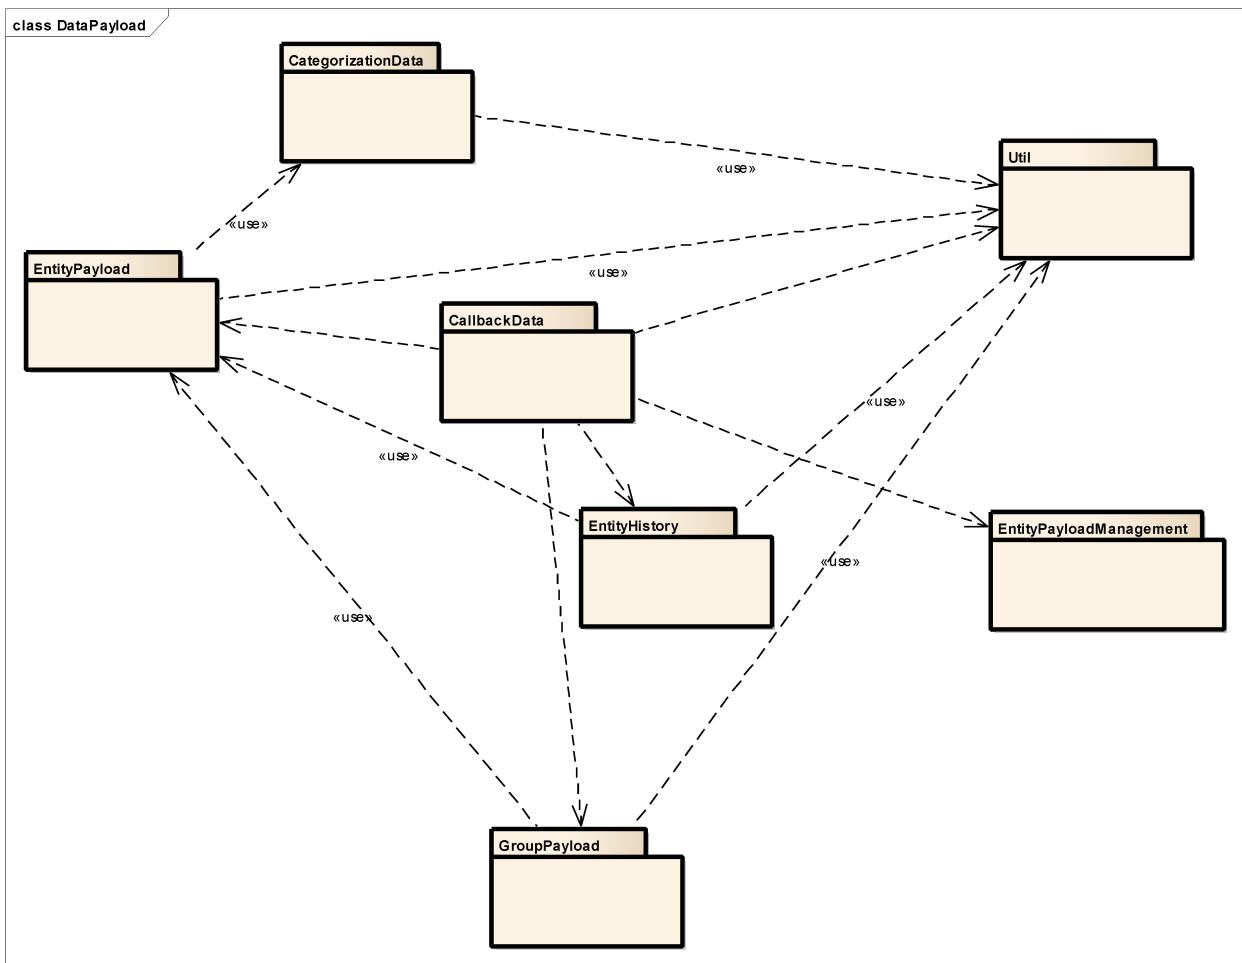 class DataPayload
CategorizationData
Util
«use»
«use»
EntityPayload
«use»
CallbackData
«use»
«use»
EntityHistory
EntityPayloadManagement
«use»
«use»
GroupPayload